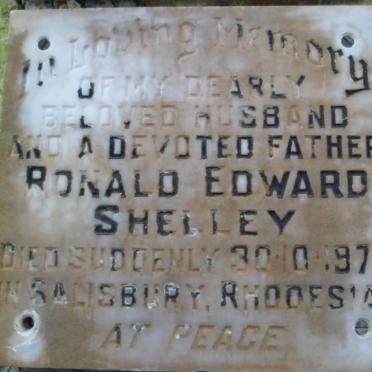 In Loving Memory
OF MY DEARLY
BELOVED HUSBAND
AND A DEVOTED FATHER
RONALD EDWARD
SHELLEY
DIED SUDDENLY 30·10·197
IN SALISBURY, RHODESIA
AT PEACE